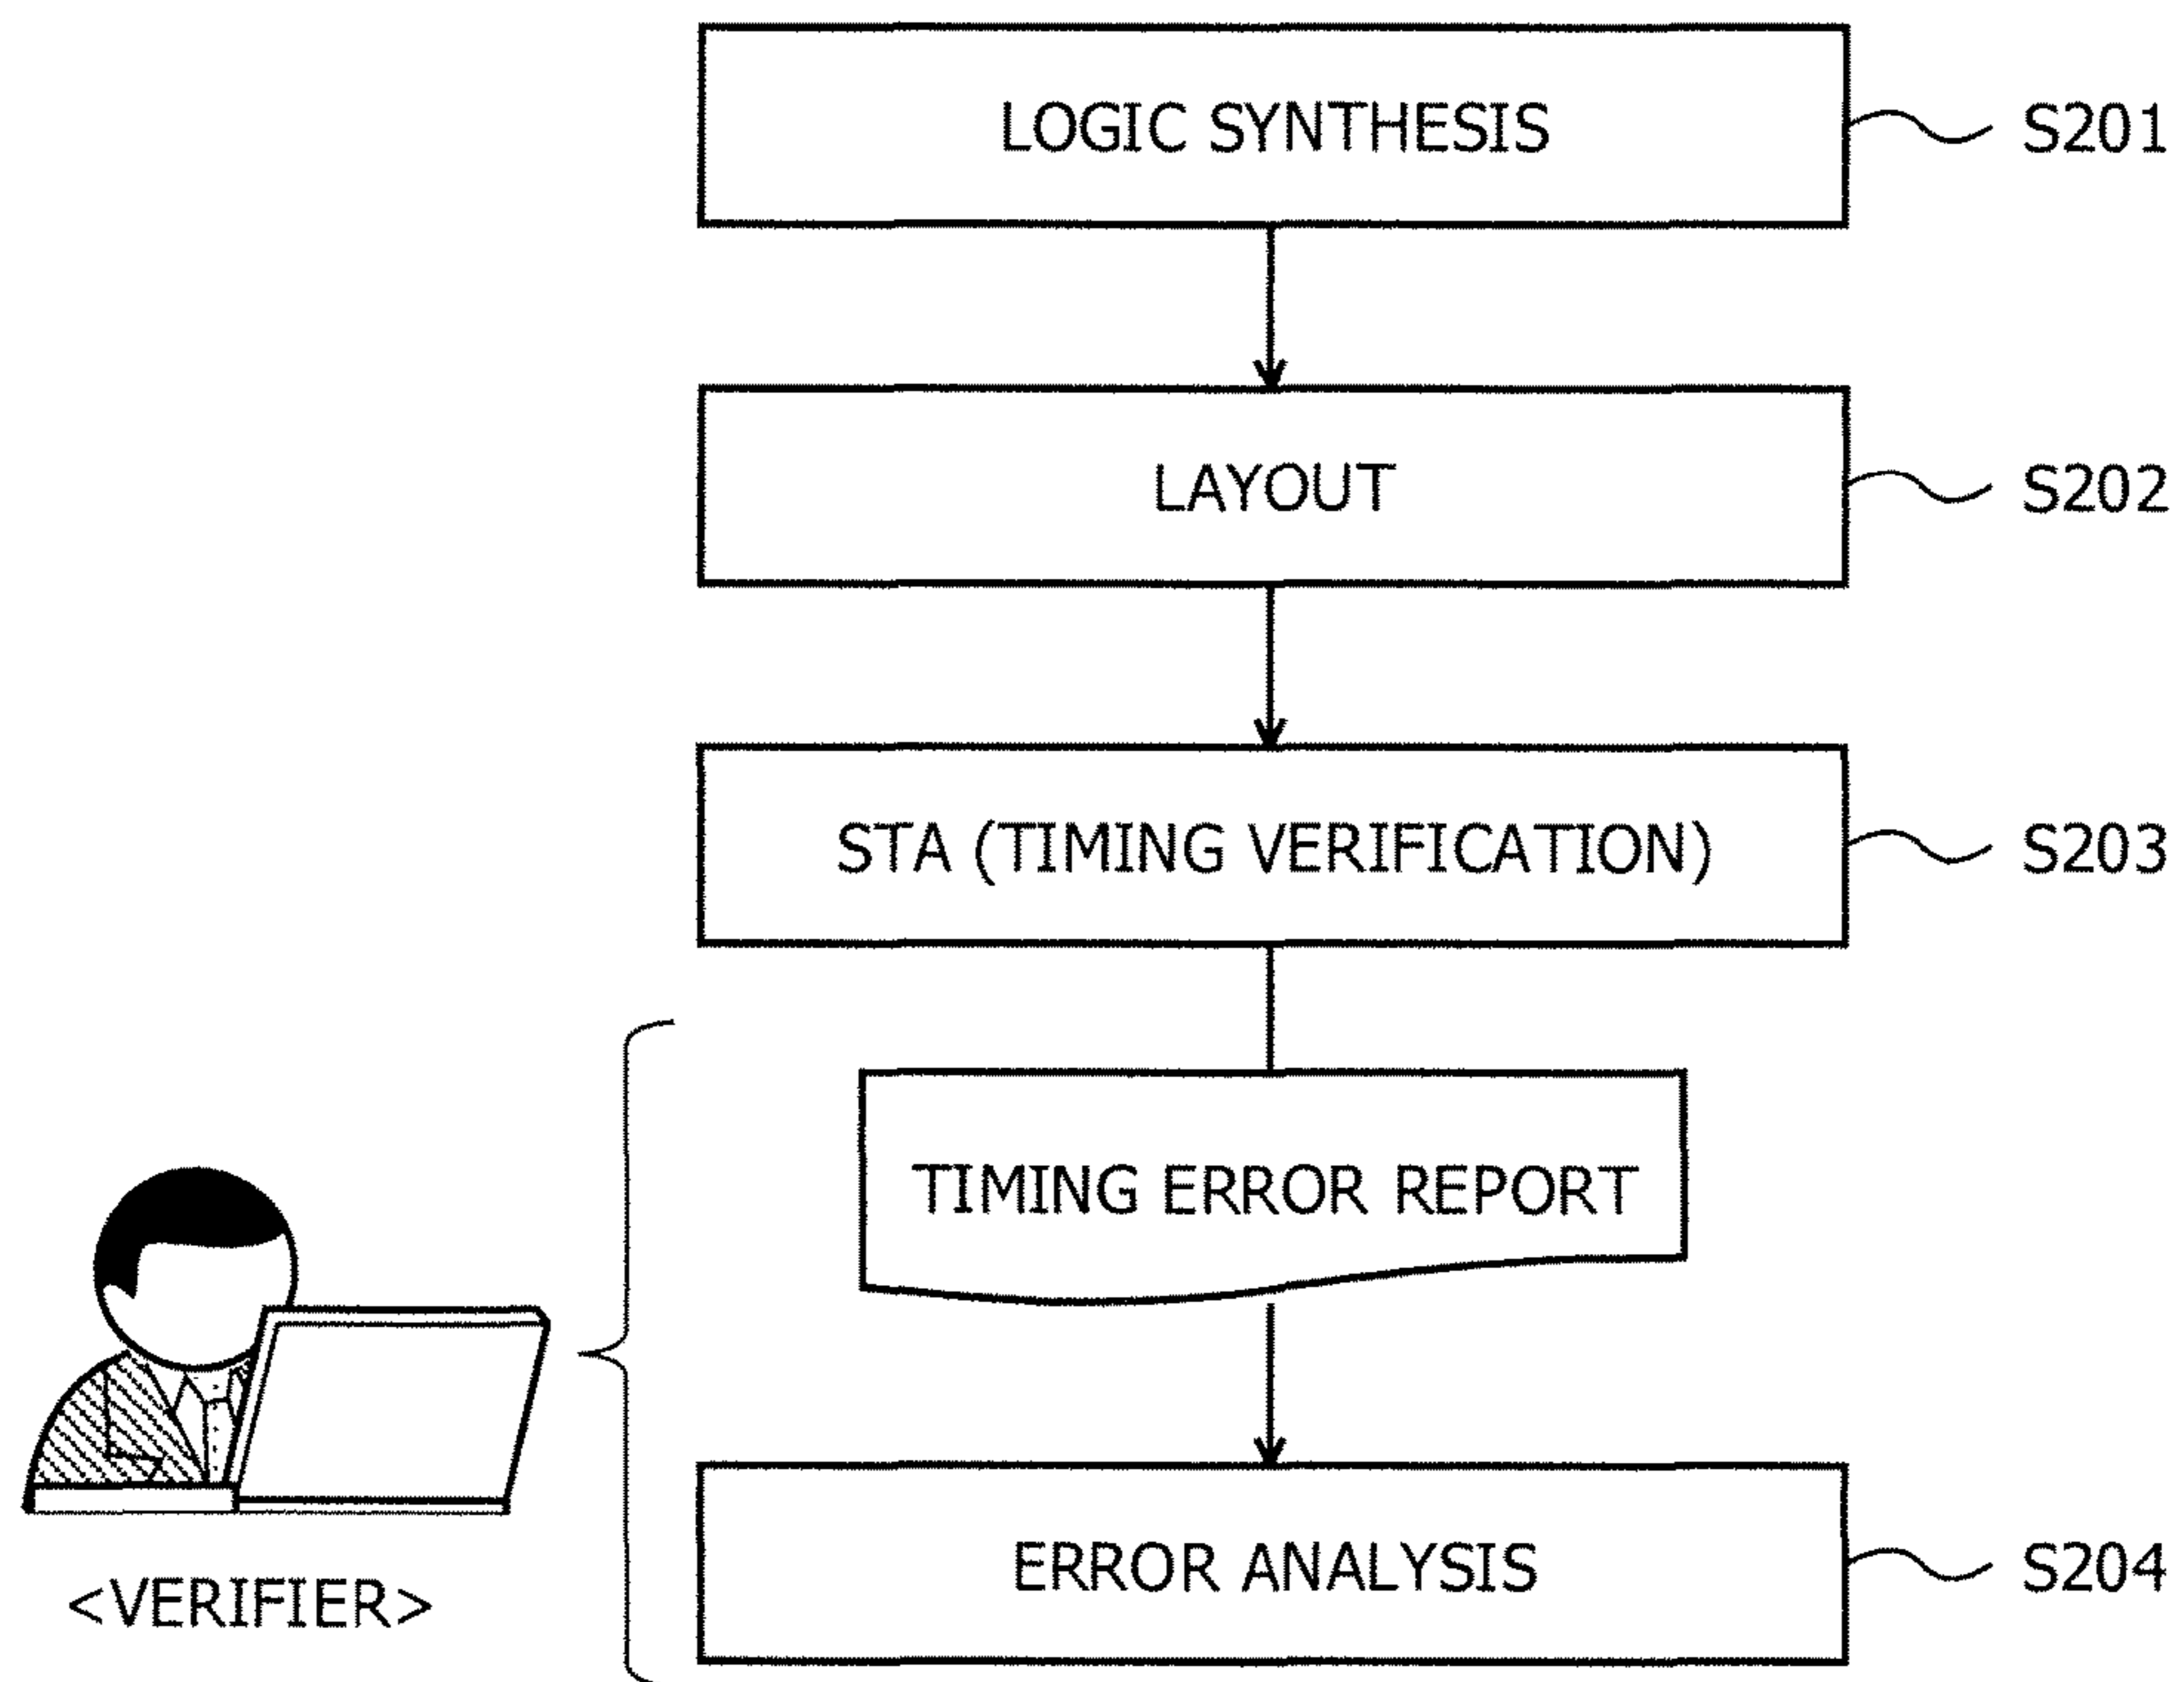 LOGIC SYNTHESIS
S201
LAYOUT
S202
STA (TIMING VERIFICATION)
S203
TIMING ERROR REPORT
ERROR ANALYSIS
S204
<VERIFIER>